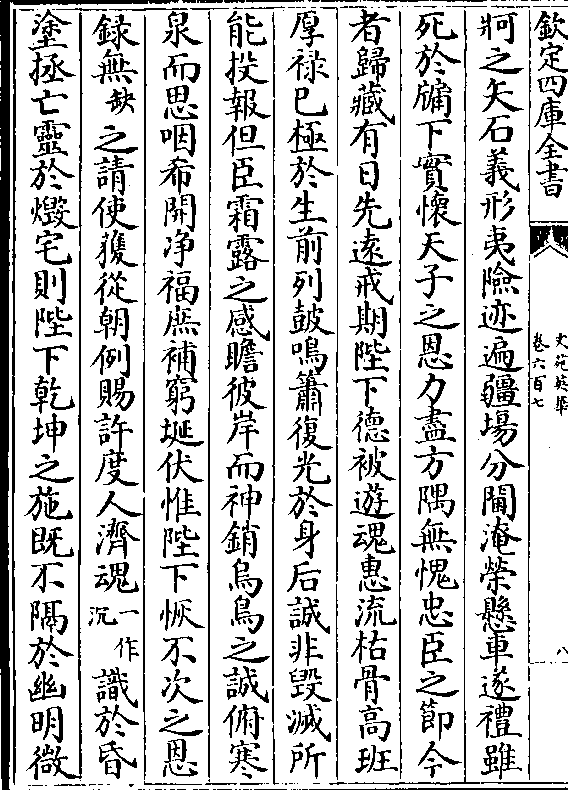 欽定四庫全書
文苑英華
卷六百七
八
牁之矢石義形夷險迹遍疆場分閫淹榮懸車遂禮雖
死於牖下實懷天子之恩力盡方隅無愧忠臣之節今
者歸藏有日先遠戒期陛下德被遊魂惠流枯骨髙班
厚禄已極於生前列鼓鳴簫復光於身后誠非毁滅所
能投報但臣霜露之感瞻彼岸而神銷烏鳥之誠俯寒
泉而思咽希開净福庶補窮埏伏惟陛下恢不次之恩
録無缺之請使獲從朝例賜許度人濟魂一作沉識於昏
塗拯亡靈於燬宅則陛下乾坤之施既不隔於幽明微